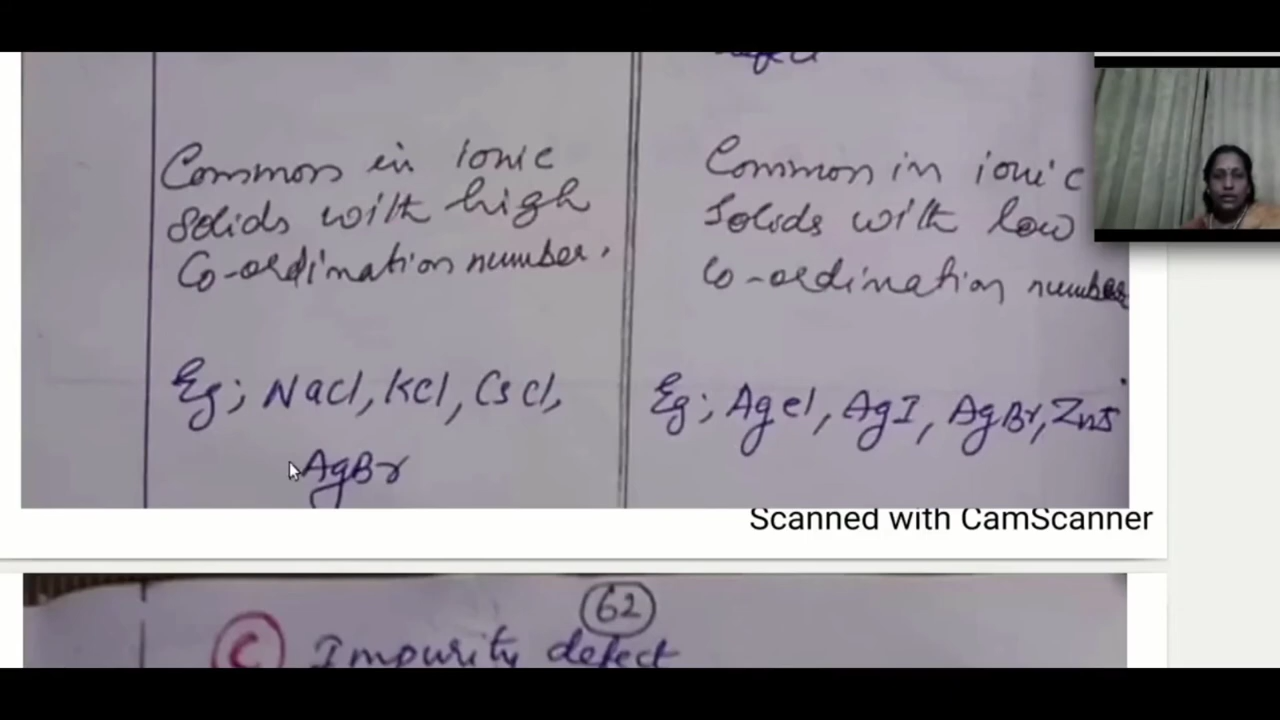 Common in ionic
solids with high
Co-ordination number.
Eg; NaCl, KCl, CsCl,
AgBr
Common in ionic
solids with low
Co-ordination number
Eg; AgCl, AgI, AgBr, ZnS
Scanned with CamScanner
62
C Impurity defect